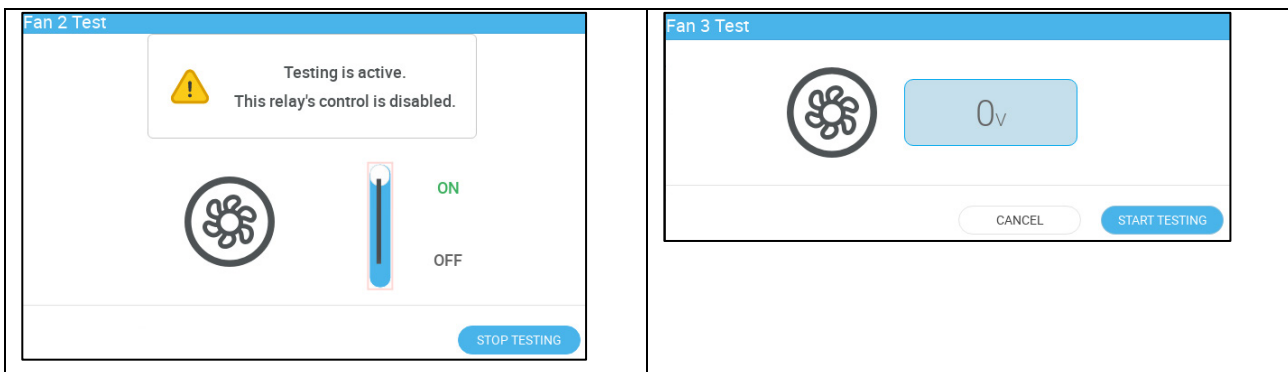 Fan 2 Test
Testing is active.
This relay's control is disabled.
ON
OFF
STOP TESTING
Fan 3 Test
0V
CANCEL
START TESTING